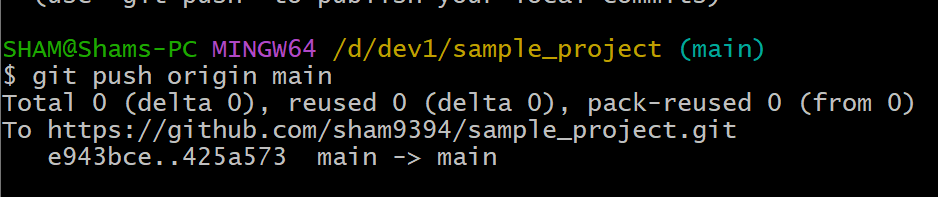 (use "git push" to publish your local commits)
SHAM@Shams-PC MINGW64 /d/dev1/sample_project (main)
$ git push origin main
Total 0 (delta 0), reused 0 (delta 0), pack-reused 0 (from 0)
To https://github.com/sham9394/sample_project.git
   e943bce..425a573  main -> main